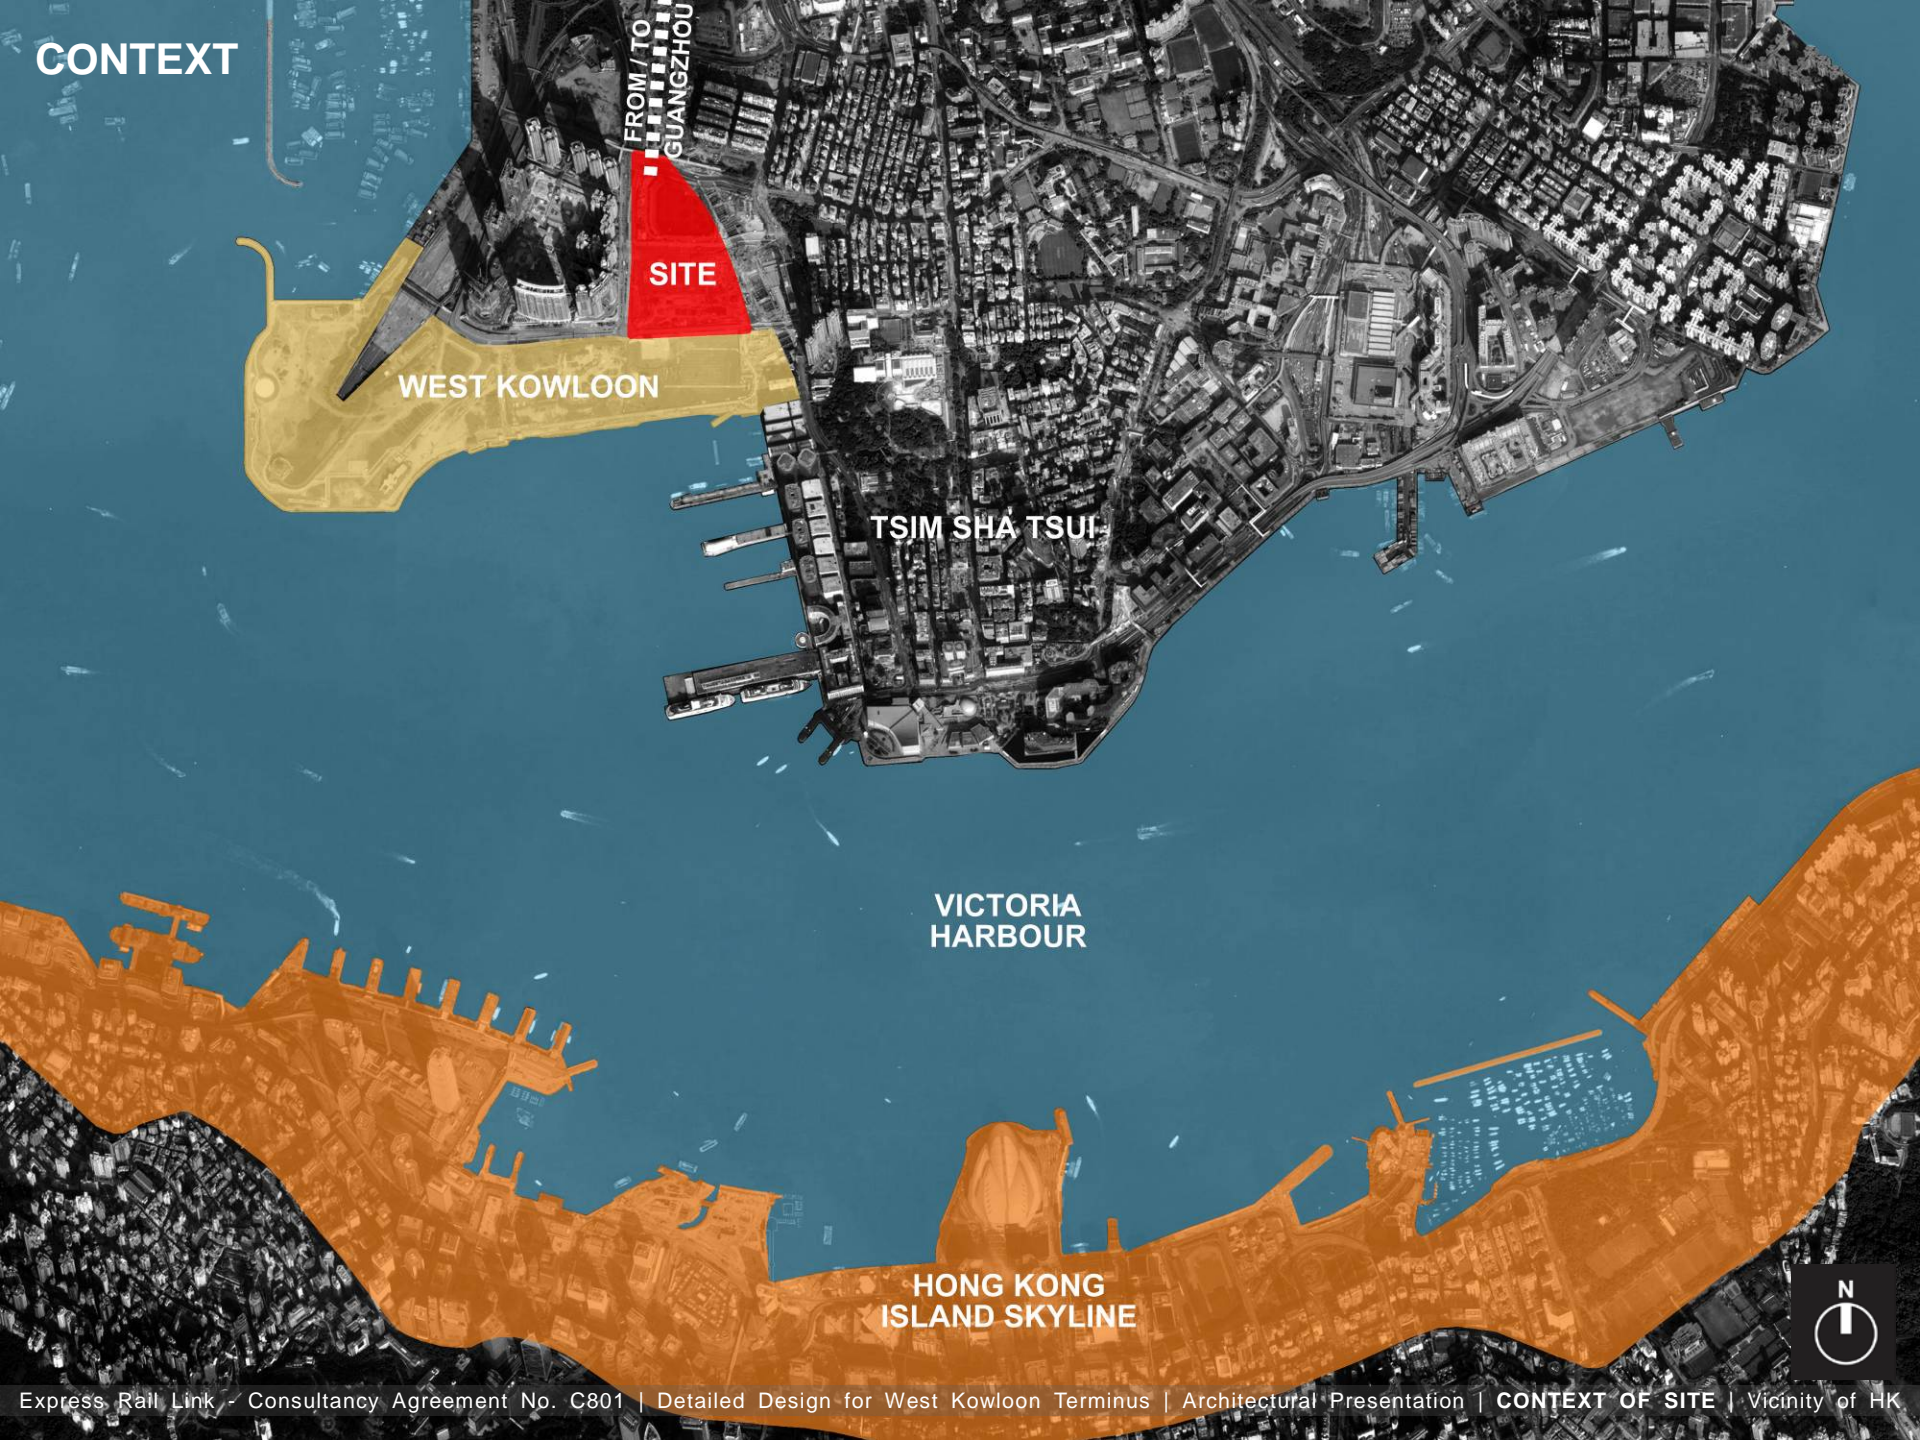 CONTEXT
FROM / TO
GUANGZHOU
SITE
WEST KOWLOON
TSIM SHA TSUI
VICTORIA
HARBOUR
HONG KONG
ISLAND SKYLINE
N
Express Rail Link - Consultancy Agreement No. C801 | Detailed Design for West Kowloon Terminus | Architectural Presentation | CONTEXT OF SITE | Vicinity of HK